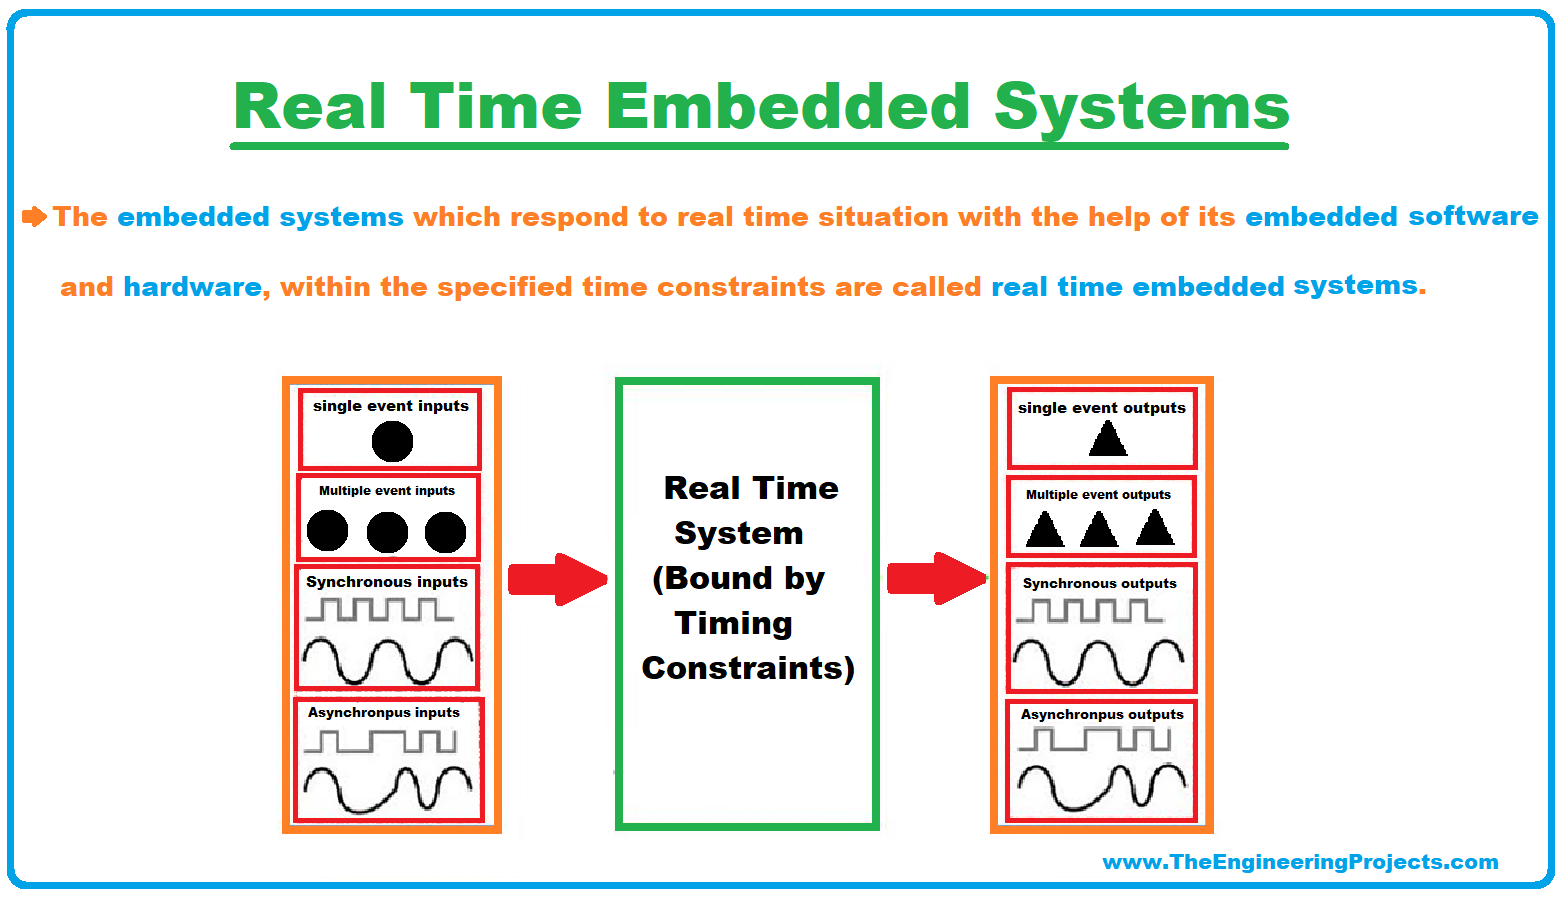 Real Time Embedded Systems
The embedded systems which respond to real time situation with the help of its embedded software
and hardware, within the specified time constraints are called real time embedded systems.
single event inputs
Multiple event inputs
Synchronous inputs
Asynchronpus inputs
Real Time
System
(Bound by
Timing
Constraints)
single event outputs
Multiple event outputs
Synchronous outputs
Asynchronpus outputs
www.TheEngineeringProjects.com